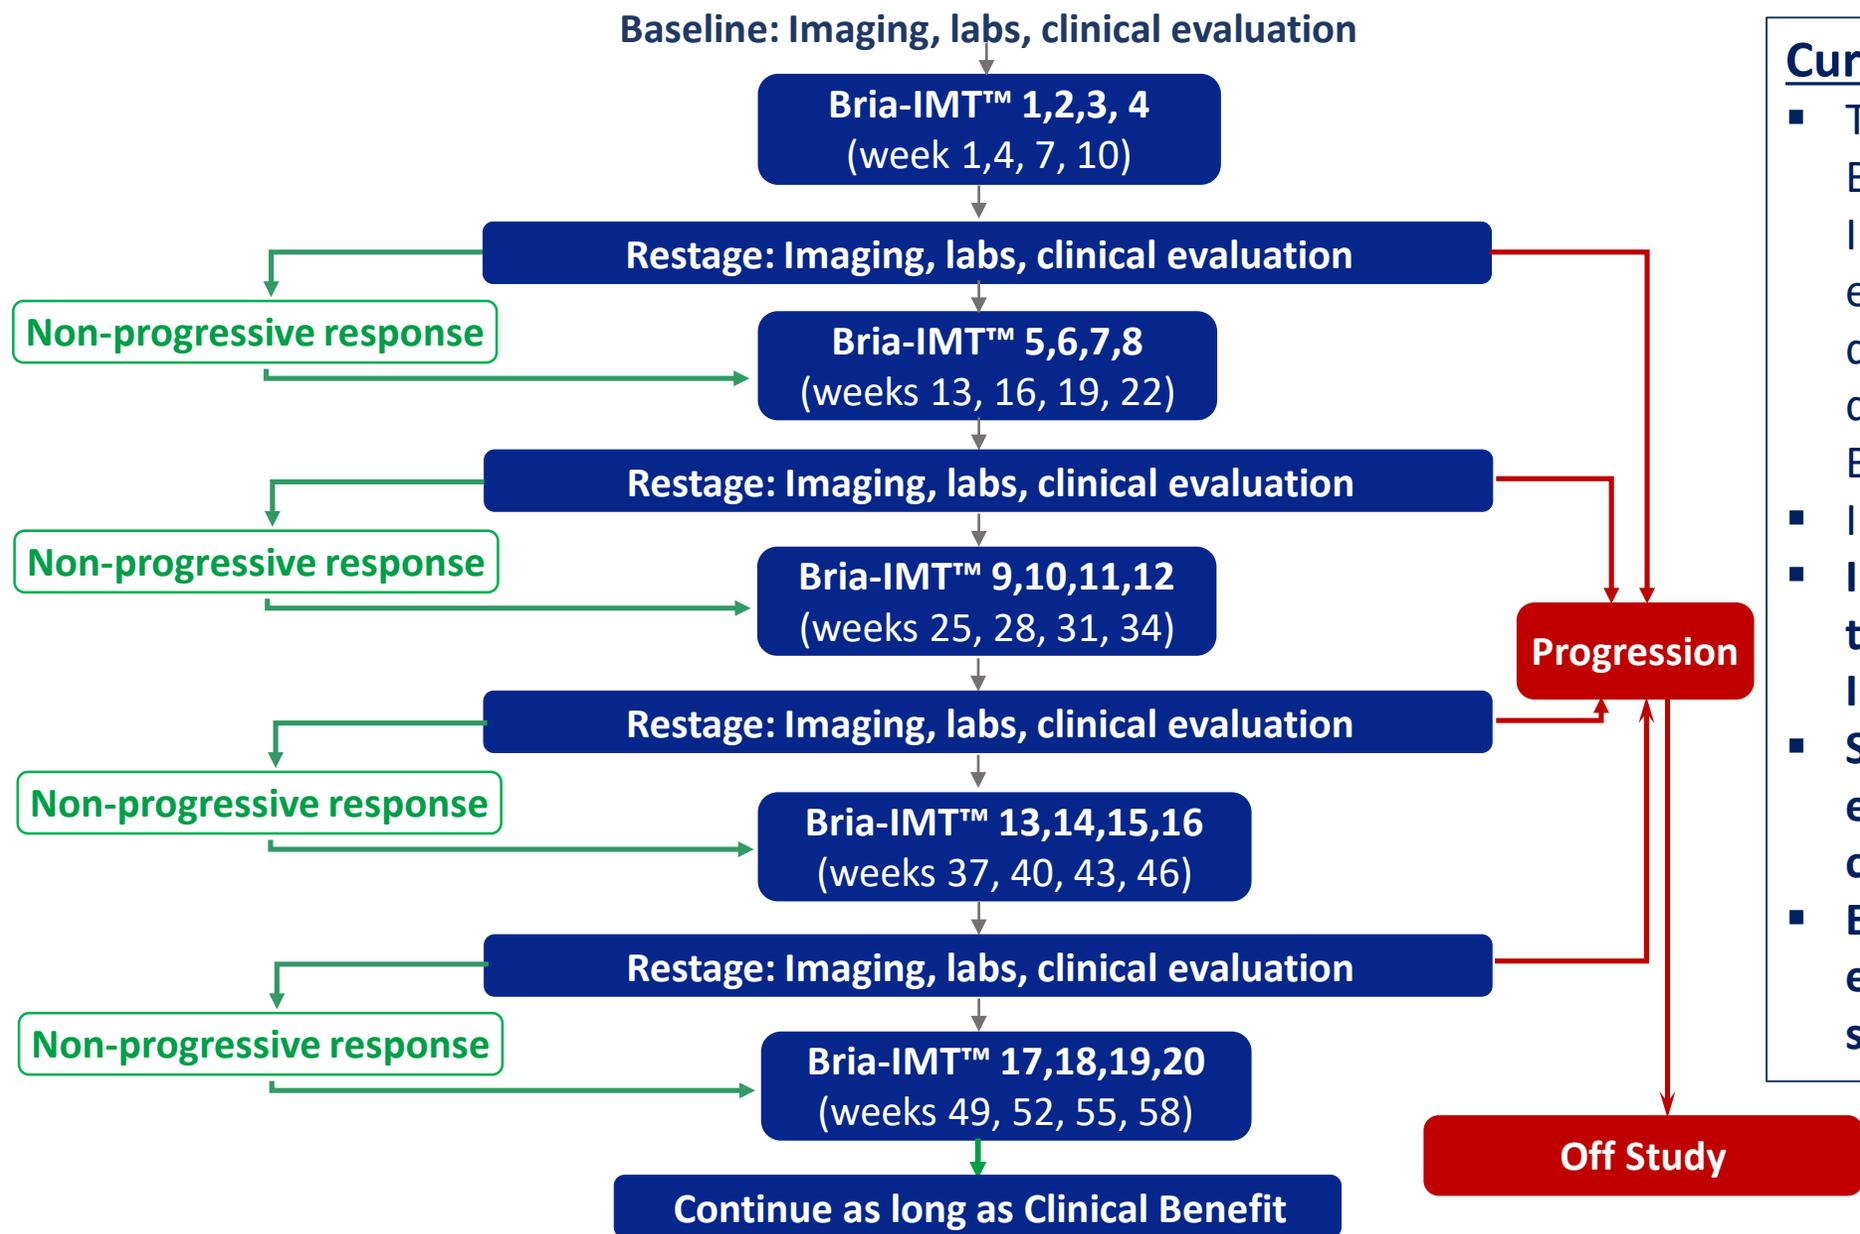 Baseline: Imaging, labs, clinical evaluation
Bria-IMT™ 1,2,3, 4
(week 1,4, 7, 10)
Restage: Imaging, labs, clinical evaluation
Non-progressive response
Bria-IMT™ 5,6,7,8
(weeks 13, 16, 19, 22)
Restage: Imaging, labs, clinical evaluation
Non-progressive response
Bria-IMT™ 9,10,11,12
(weeks 25, 28, 31, 34)
Progression
Restage: Imaging, labs, clinical evaluation
Non-progressive response
Bria-IMT™ 13,14,15,16
(weeks 37, 40, 43, 46)
Restage: Imaging, labs, clinical evaluation
Non-progressive response
Bria-IMT™ 17,18,19,20
(weeks 49, 52, 55, 58)
Off Study
Continue as long as Clinical Benefit